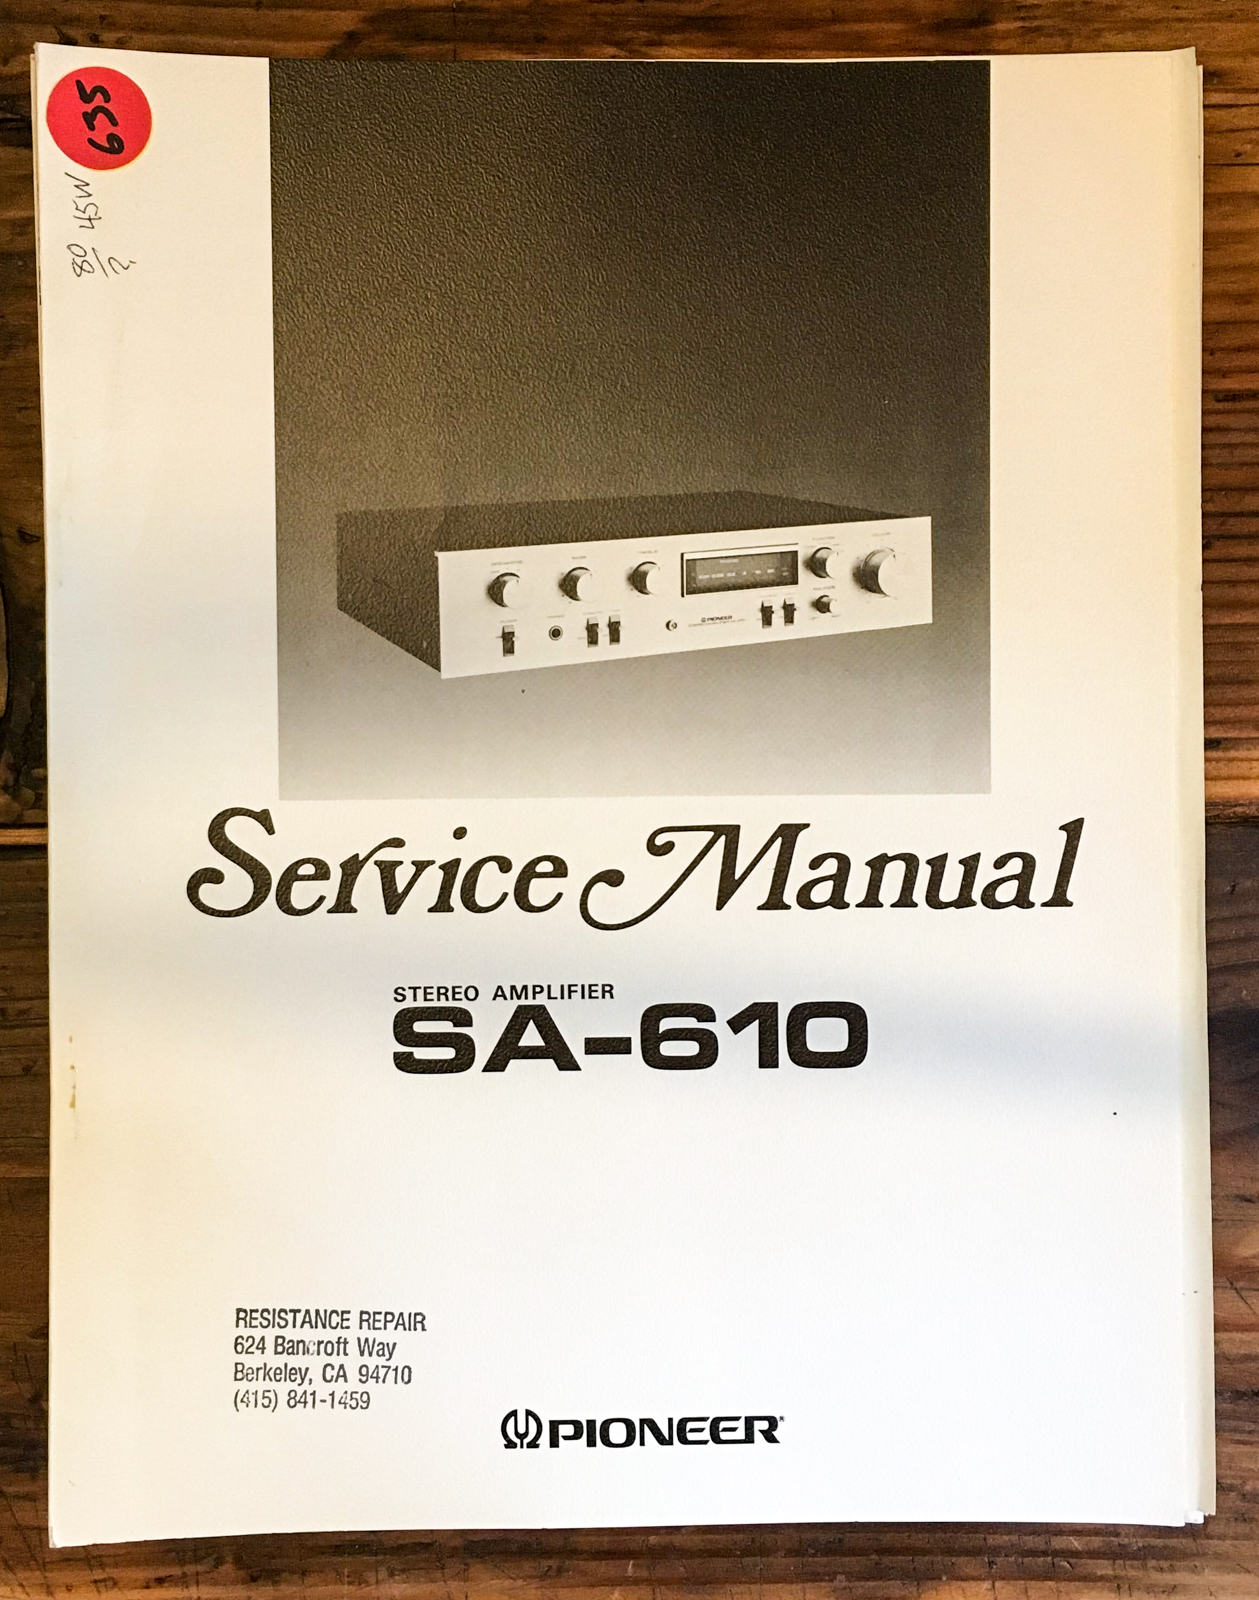 635
45W
80/2
Service Manual
STEREO AMPLIFIER
SA-610
RESISTANCE REPAIR
624 Bancroft Way
Berkeley, CA 94710
(415) 841-1459
PIONEER